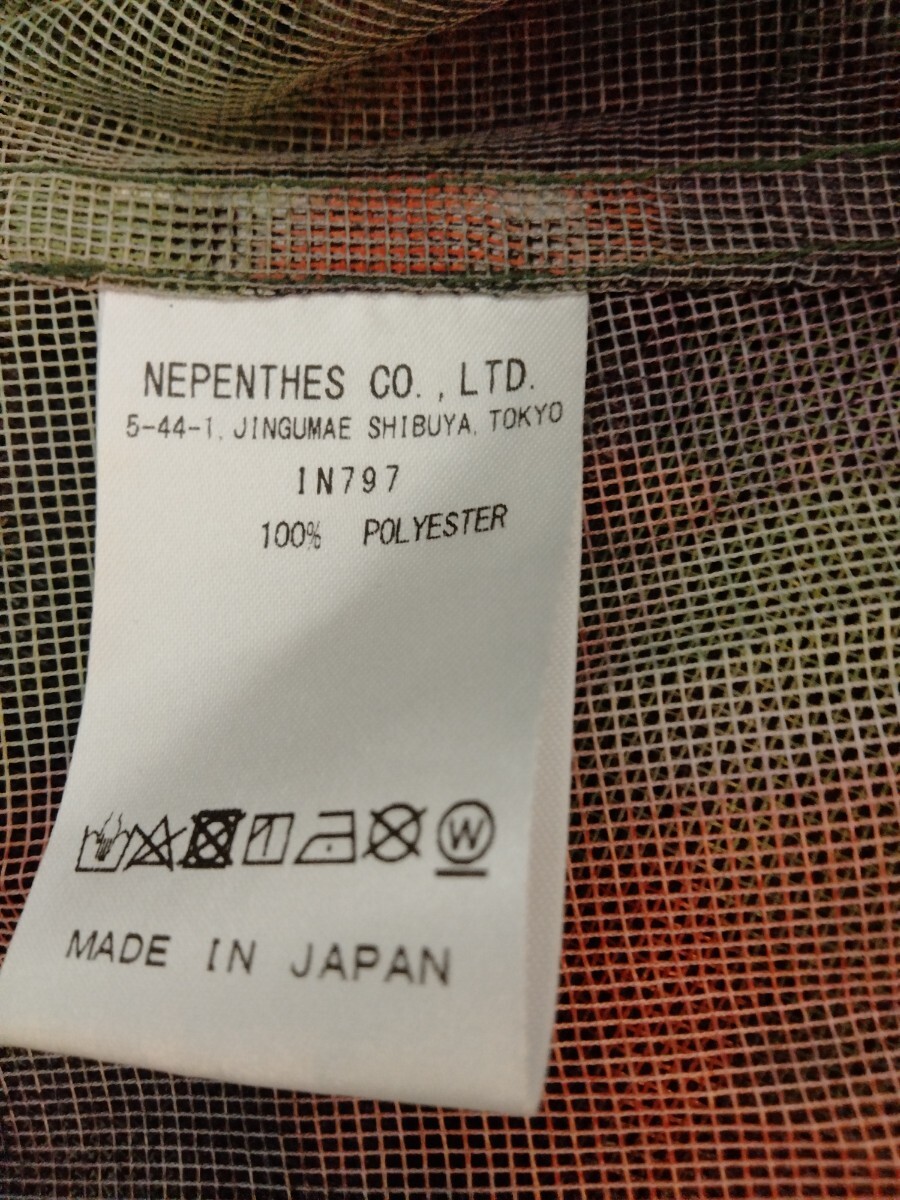 NEPENTHES CO., LTD.
5-44-1, JINGUMAE SHIBUYA, TOKYO
IN797
100% POLYESTER
W
MADE IN JAPAN